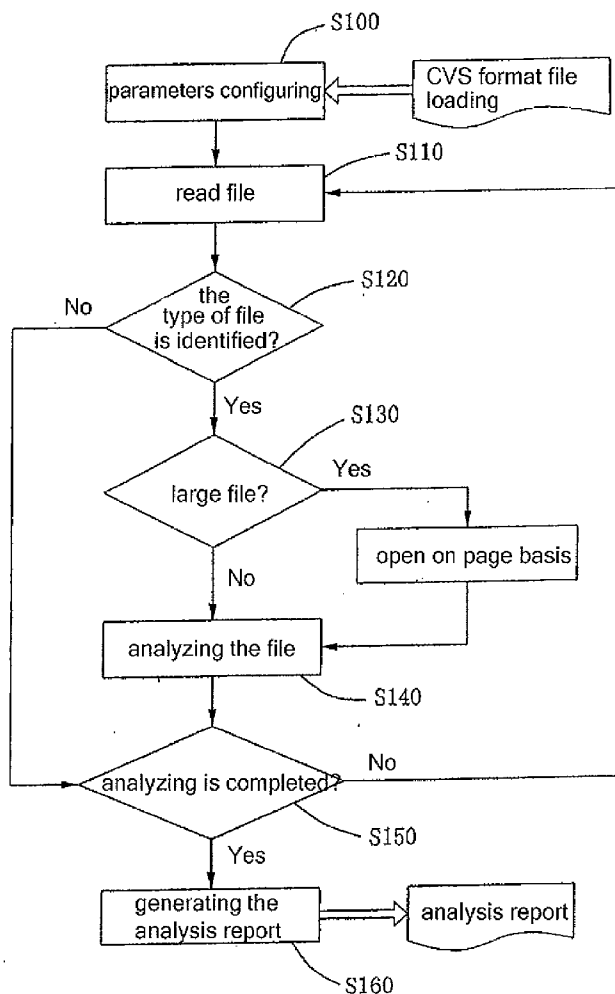 S100
parameters configuring
CVS format file
loading
S110
read file
S120
the
type of file
is identified?
No
Yes
S130
large file?
Yes
open on page basis
No
analyzing the file
S140
analyzing is completed?
No
S150
Yes
generating the
analysis report
analysis report
S160